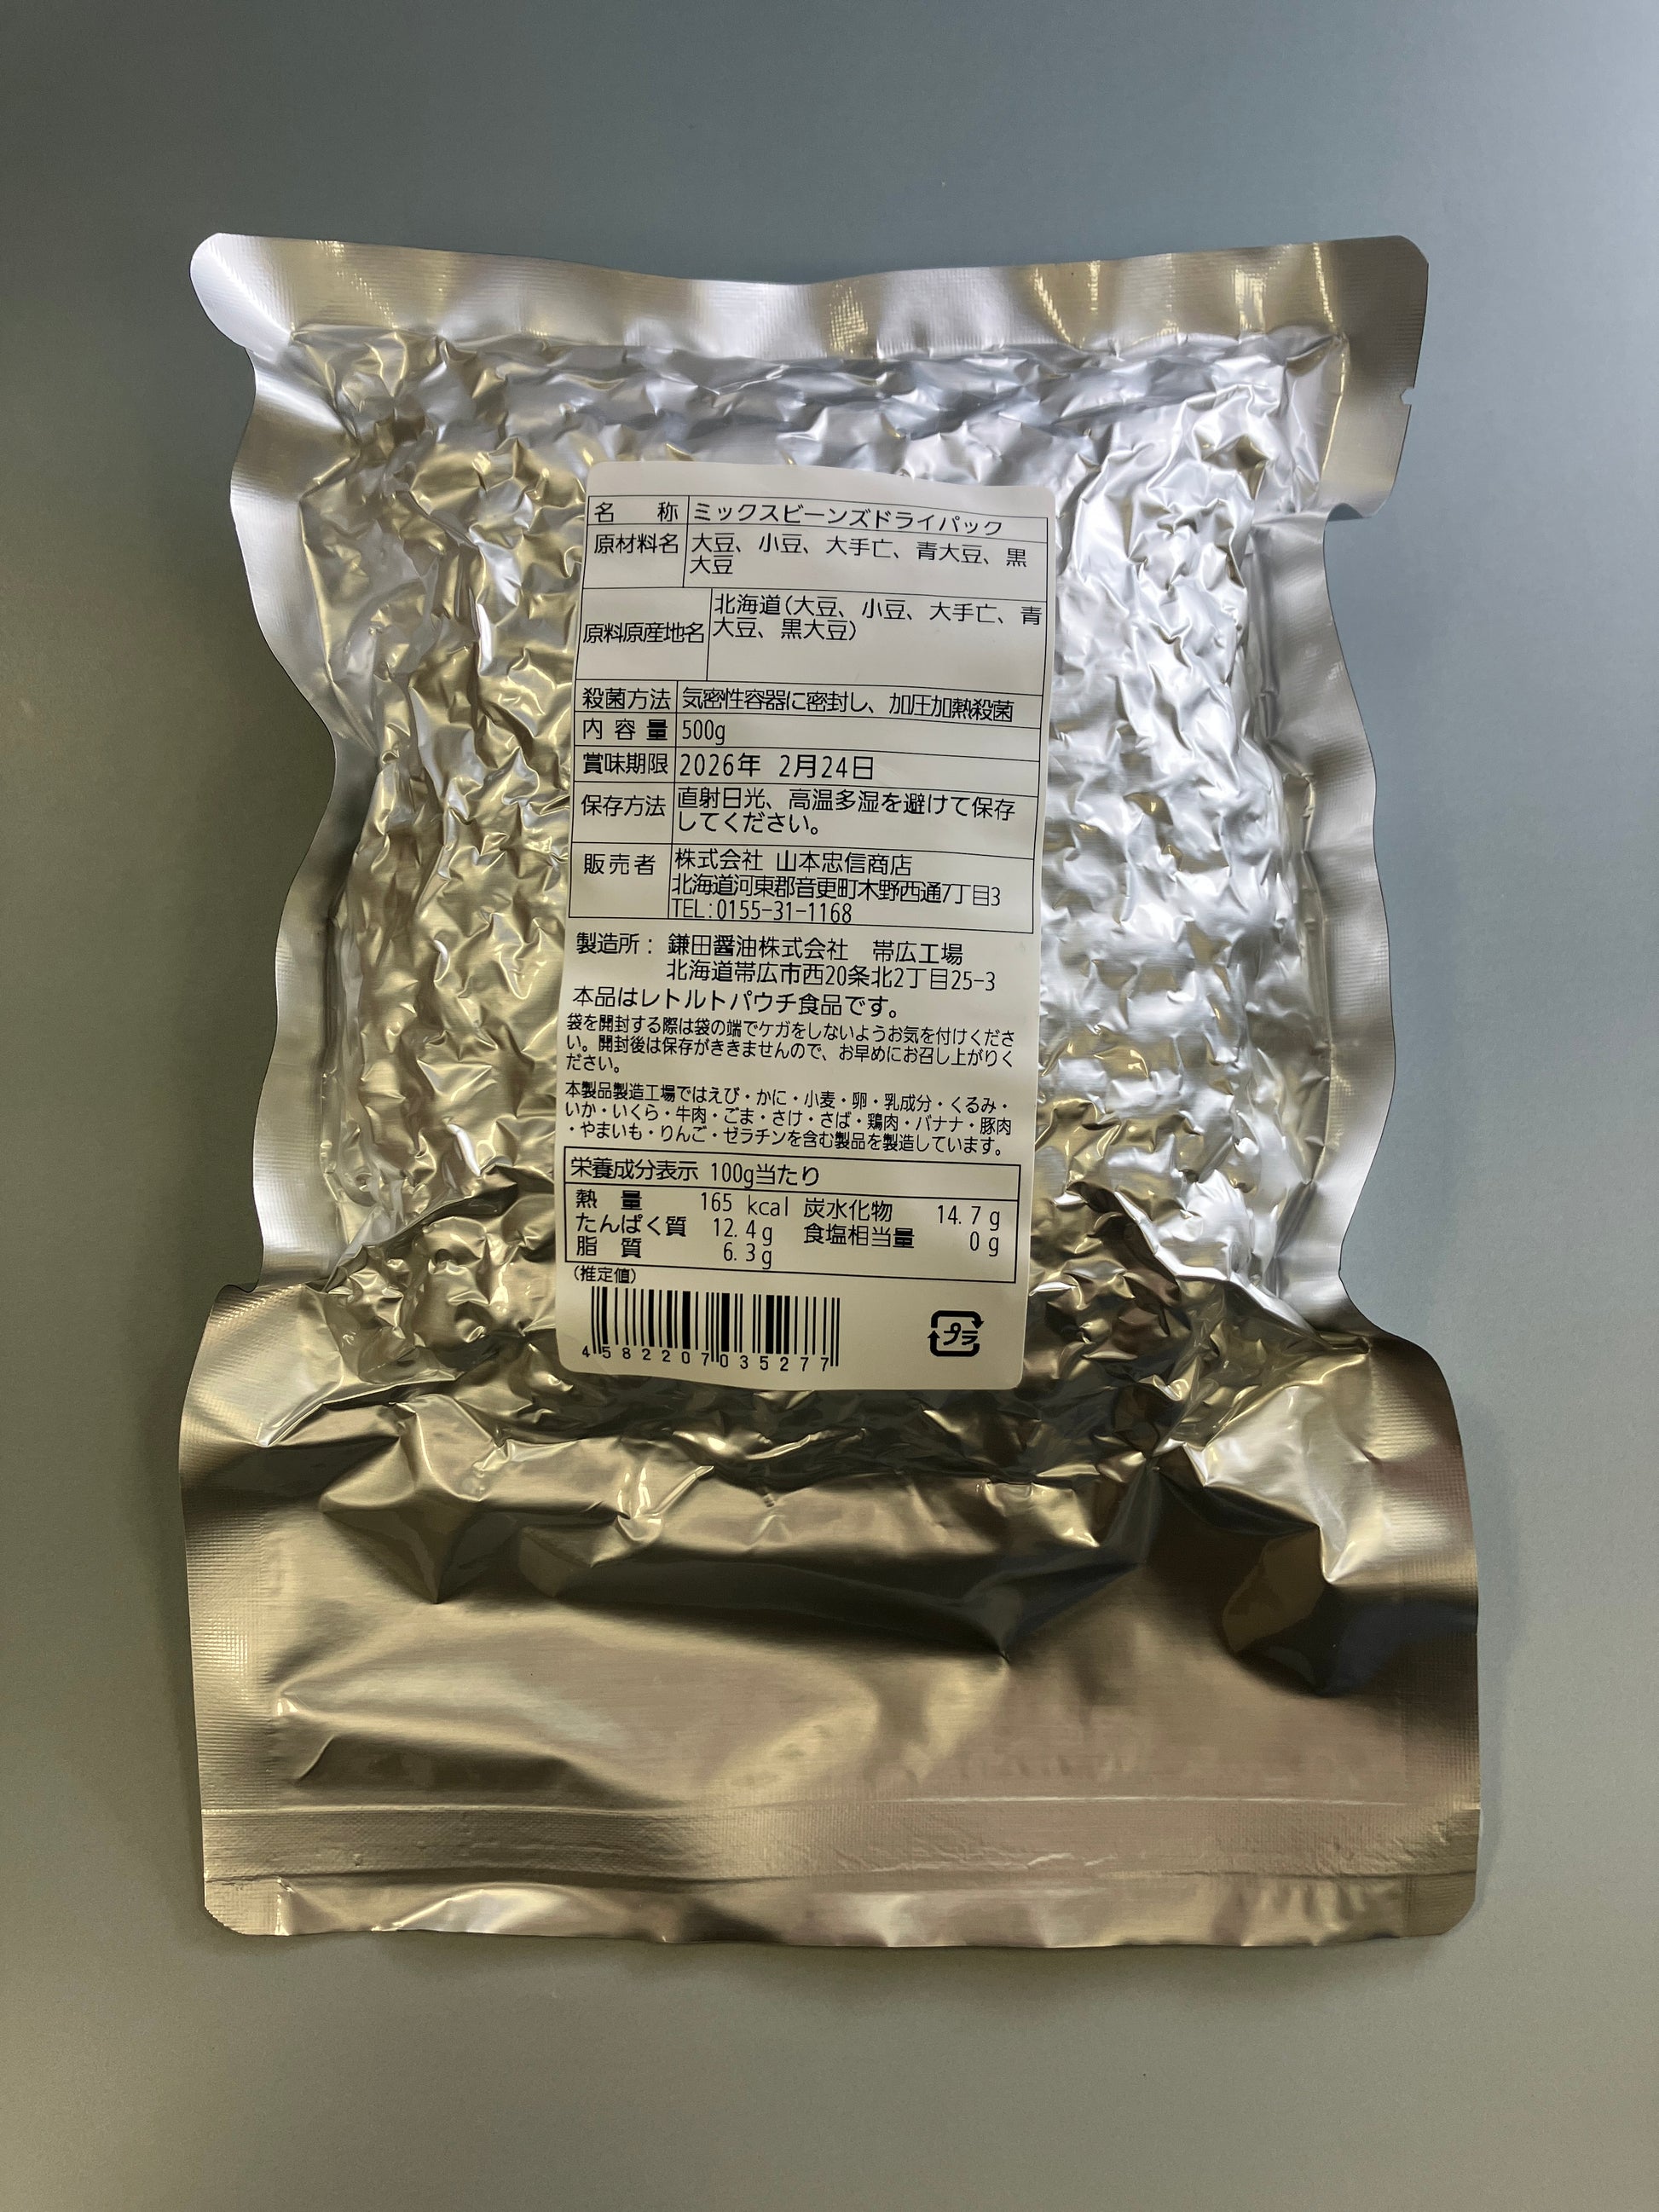 名　称 ミックスビーンズドライパック
原材料名 大豆、小豆、大手亡、青大豆、黒
大豆
北海道(大豆、小豆、大手亡、青
原料原産地名 大豆、黒大豆)
殺菌方法 気密性容器に密封し、加圧加熱殺菌
内容量 500g
賞味期限 2026年 2月24日
保存方法 直射日光、高温多湿を避けて保存
してください。
販売者 株式会社 山本忠信商店
北海道河東郡音更町木野西通7丁目3
TEL:0155-31-1168
製造所： 鎌田醤油株式会社　帯広工場
北海道帯広市西20条北2丁目25-3
本品はレトルトパウチ食品です。
袋を開封する際は袋の端でケガをしないようお気を付けくださ
い。開封後は保存がききませんので、お早めにお召し上がりく
ださい。
本製品製造工場ではえび・かに・小麦・卵・乳成分・くるみ・
いか・いくら・牛肉・ごま・さけ・さば・鶏肉・バナナ・豚肉
・やまいも・りんご・ゼラチンを含む製品を製造しています。
栄養成分表示 100g当たり
熱　量 165 kcal 炭水化物 14.7g
たんぱく質 12.4g 食塩相当量 0g
脂　質 6.3g
(推定値)
4582207035277
プラ